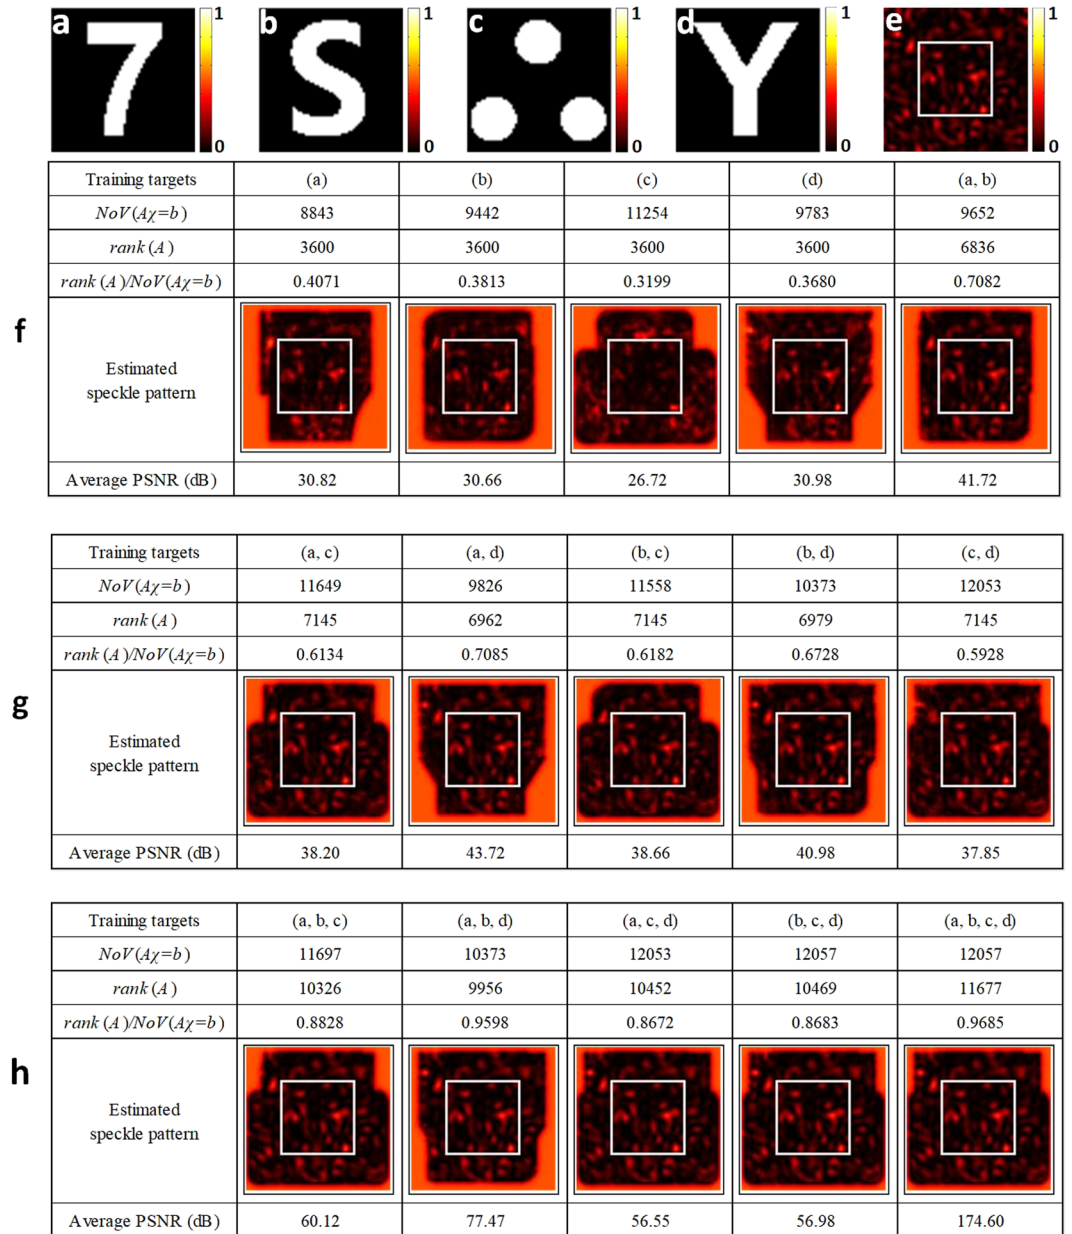 a 7 1 0 b S 1 0 c 1 0 d Y 1 0 e 1 0
f
Training targets (a) (b) (c) (d) (a, b)
NoV(Aχ=b) 8843 9442 11254 9783 9652
rank(A) 3600 3600 3600 3600 6836
rank(A)/NoV(Aχ=b) 0.4071 0.3813 0.3199 0.3680 0.7082
Estimated
speckle pattern
Average PSNR (dB) 30.82 30.66 26.72 30.98 41.72
g
Training targets (a, c) (a, d) (b, c) (b, d) (c, d)
NoV(Aχ=b) 11649 9826 11558 10373 12053
rank(A) 7145 6962 7145 6979 7145
rank(A)/NoV(Aχ=b) 0.6134 0.7085 0.6182 0.6728 0.5928
Estimated
speckle pattern
Average PSNR (dB) 38.20 43.72 38.66 40.98 37.85
h
Training targets (a, b, c) (a, b, d) (a, c, d) (b, c, d) (a, b, c, d)
NoV(Aχ=b) 11697 10373 12053 12057 12057
rank(A) 10326 9956 10452 10469 11677
rank(A)/NoV(Aχ=b) 0.8828 0.9598 0.8672 0.8683 0.9685
Estimated
speckle pattern
Average PSNR (dB) 60.12 77.47 56.55 56.98 174.60